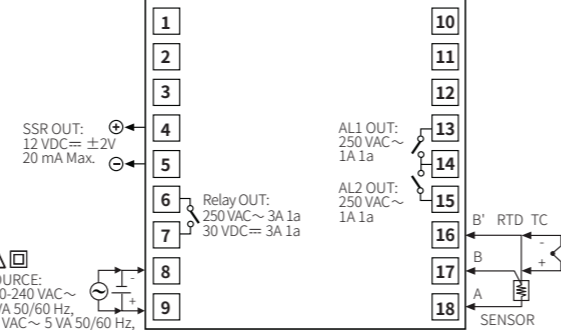 1
2
3
4
5
6
7
8
9
10
11
12
13
14
15
16
17
18
SSR OUT:
12 VDC⎓ ±2V
20 mA Max.
+
-
Relay OUT:
250 VAC～ 3A 1a
30 VDC⎓ 3A 1a
-
+
50/60 Hz,
VAC～ 5 VA 50/60 Hz,
AL1 OUT:
250 VAC～
1A 1a
AL2 OUT:
250 VAC～
1A 1a
B' RTD TC
-
+
B
A
SENSOR